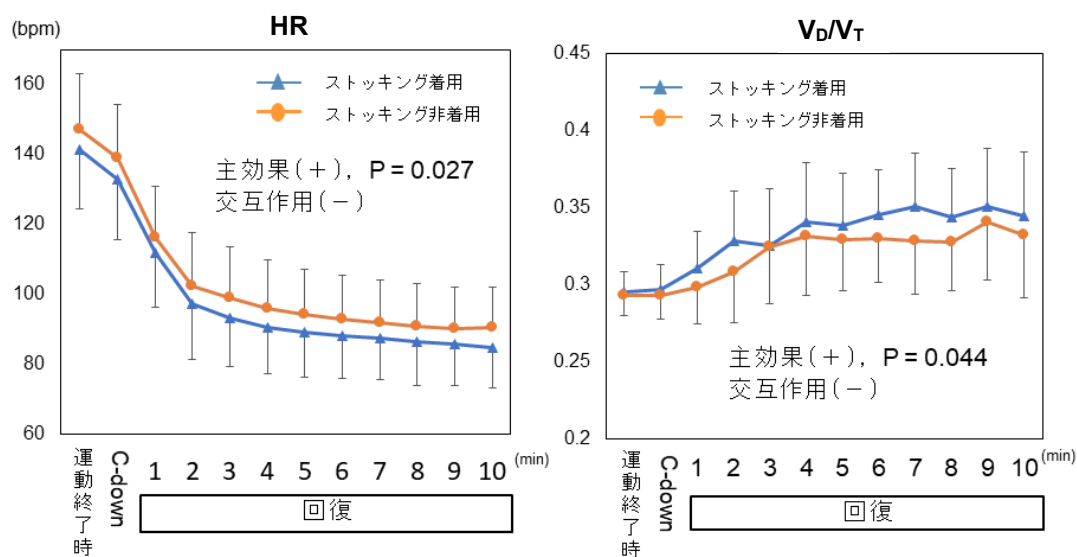 HR
(bpm)
160
140
120
100
80
60
ストッキング着用
ストッキング非着用
主効果(+), P = 0.027
交互作用(-)
運動終了時
C-down
1 2 3 4 5 6 7 8 9 10 (min)
回復
VD/VT
0.45
0.4
0.35
0.3
0.25
0.2
ストッキング着用
ストッキング非着用
主効果(+), P = 0.044
交互作用(-)
運動終了時
C-down
1 2 3 4 5 6 7 8 9 10 (min)
回復